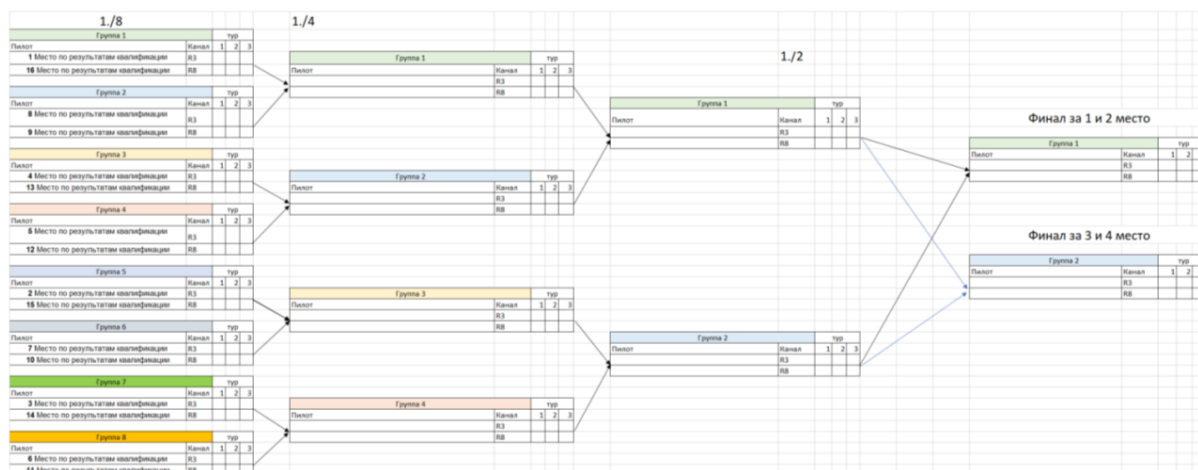 1./8
Группа 1 тур
Пилот Канал 1 2 3
1 Место по результатам квалификации R3
16 Место по результатам квалификации R8
Группа 2 тур
Пилот Канал 1 2 3
8 Место по результатам квалификации R3
9 Место по результатам квалификации R8
Группа 3 тур
Пилот Канал 1 2 3
4 Место по результатам квалификации R3
13 Место по результатам квалификации R8
Группа 4 тур
Пилот Канал 1 2 3
5 Место по результатам квалификации R3
12 Место по результатам квалификации R8
Группа 5 тур
Пилот Канал 1 2 3
2 Место по результатам квалификации R3
15 Место по результатам квалификации R8
Группа 6 тур
Пилот Канал 1 2 3
7 Место по результатам квалификации R3
10 Место по результатам квалификации R8
Группа 7 тур
Пилот Канал 1 2 3
3 Место по результатам квалификации R3
14 Место по результатам квалификации R8
Группа 8 тур
Пилот Канал 1 2 3
6 Место по результатам квалификации R3
1./4
Группа 1 тур
Пилот Канал 1 2 3
R3
R8
Группа 2 тур
Пилот Канал 1 2 3
R3
R8
Группа 3 тур
Пилот Канал 1 2 3
R3
R8
Группа 4 тур
Пилот Канал 1 2 3
R3
R8
1./2
Группа 1 тур
Пилот Канал 1 2 3
R3
R8
Группа 2 тур
Пилот Канал 1 2 3
R3
R8
Финал за 1 и 2 место
Группа 1 тур
Пилот Канал 1 2
R3
R8
Финал за 3 и 4 место
Группа 2 тур
Пилот Канал 1 2
R3
R8